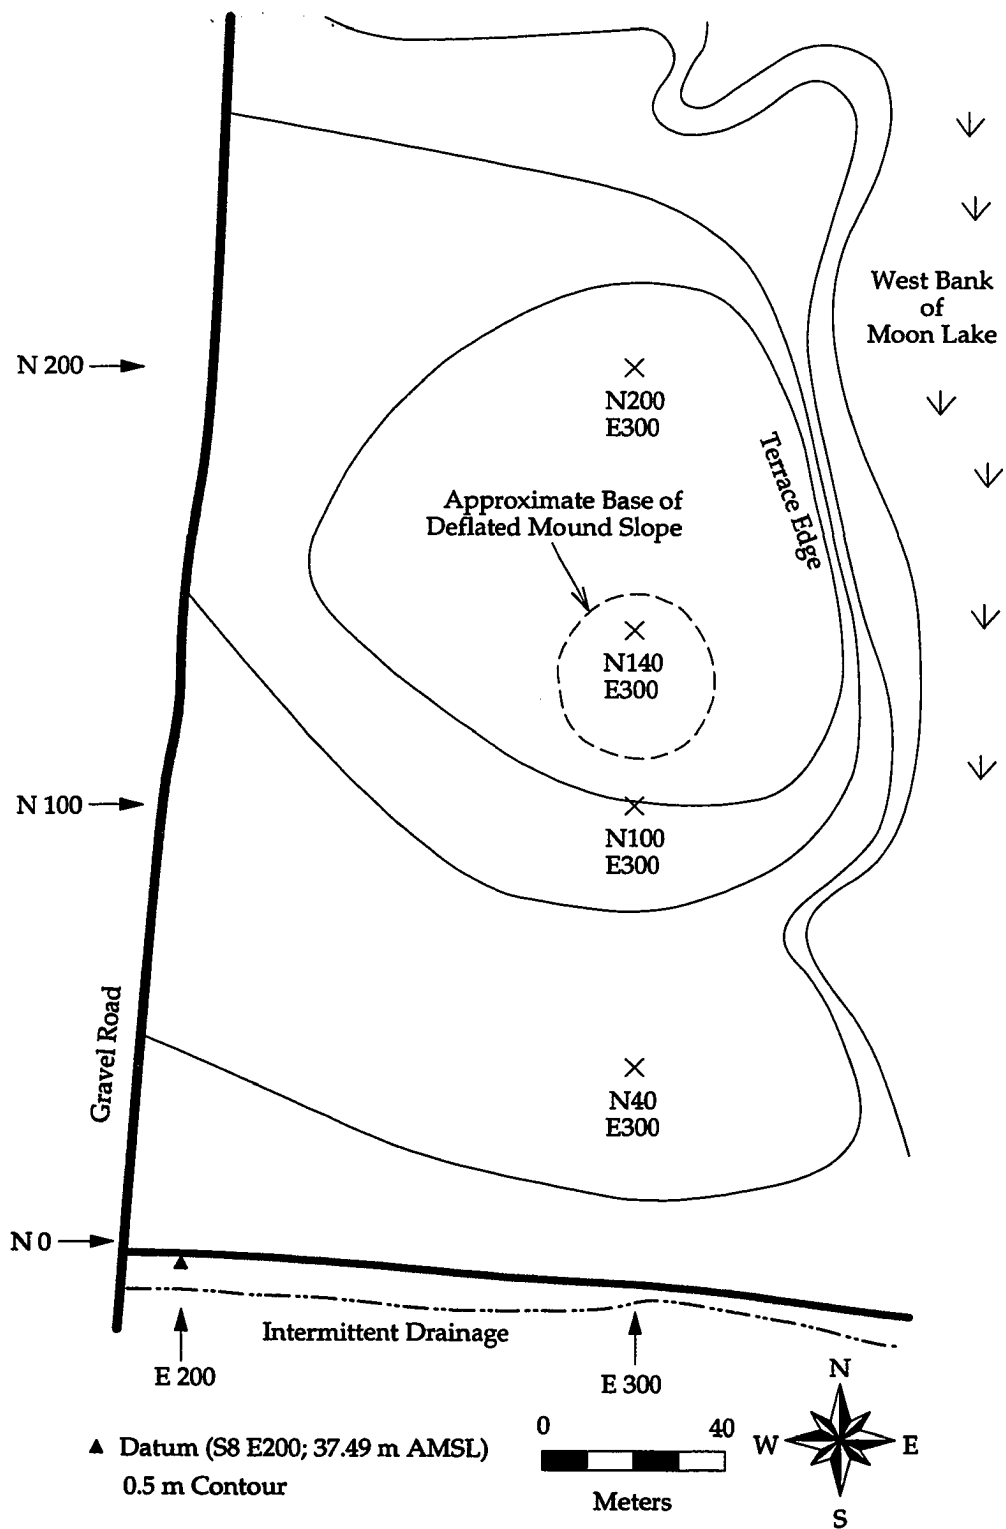 West Bank
of
Moon Lake
N 200
N200
E300
Terrace Edge
Approximate Base of
Deflated Mound Slope
N140
E300
N 100
N100
E300
Gravel Road
N40
E300
N 0
Intermittent Drainage
E 200
E 300
N
W
E
S
0 40
Meters
▲ Datum (S8 E200; 37.49 m AMSL)
0.5 m Contour